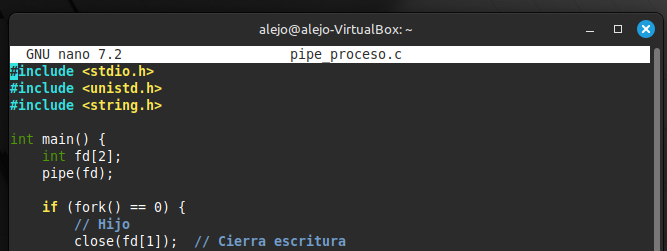 alejo@alejo-VirtualBox: ~
GNU nano 7.2 pipe_proceso.c
#include <stdio.h>
#include <unistd.h>
#include <string.h>
int main() {
int fd[2];
pipe(fd);
if (fork() == 0) {
// Hijo
close(fd[1]); // Cierra escritura